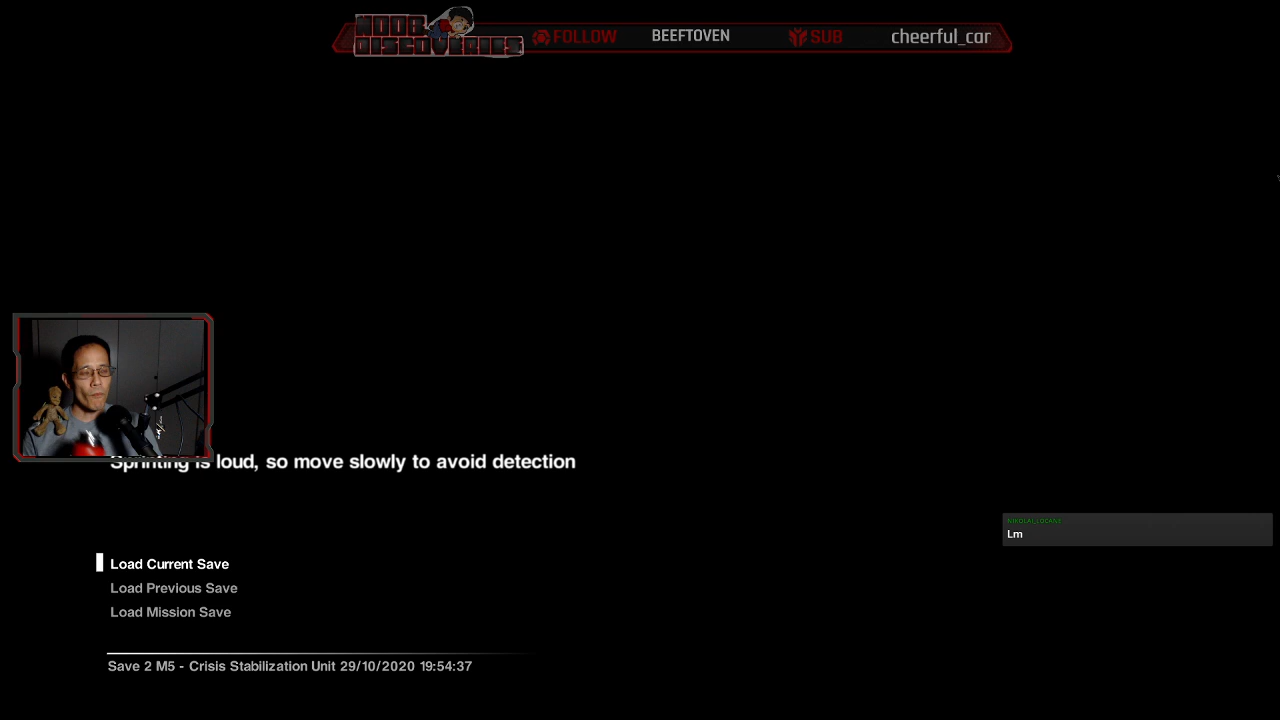 NOOB
DISCOVERIES
FOLLOW BEEFTOVEN SUB cheerful_car
Sprinting is loud, so move slowly to avoid detection
NIKOLAI_LOCANE
Lm
Load Current Save
Load Previous Save
Load Mission Save
Save 2 M5 - Crisis Stabilization Unit 29/10/2020 19:54:37